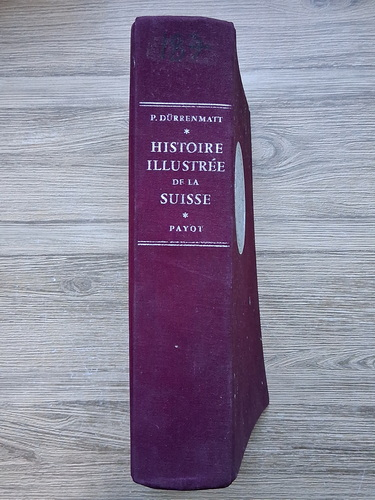 P. DÜRRENMATT
*
HISTOIRE
ILLUSTRÉE
DE LA
SUISSE
*
PAYOT